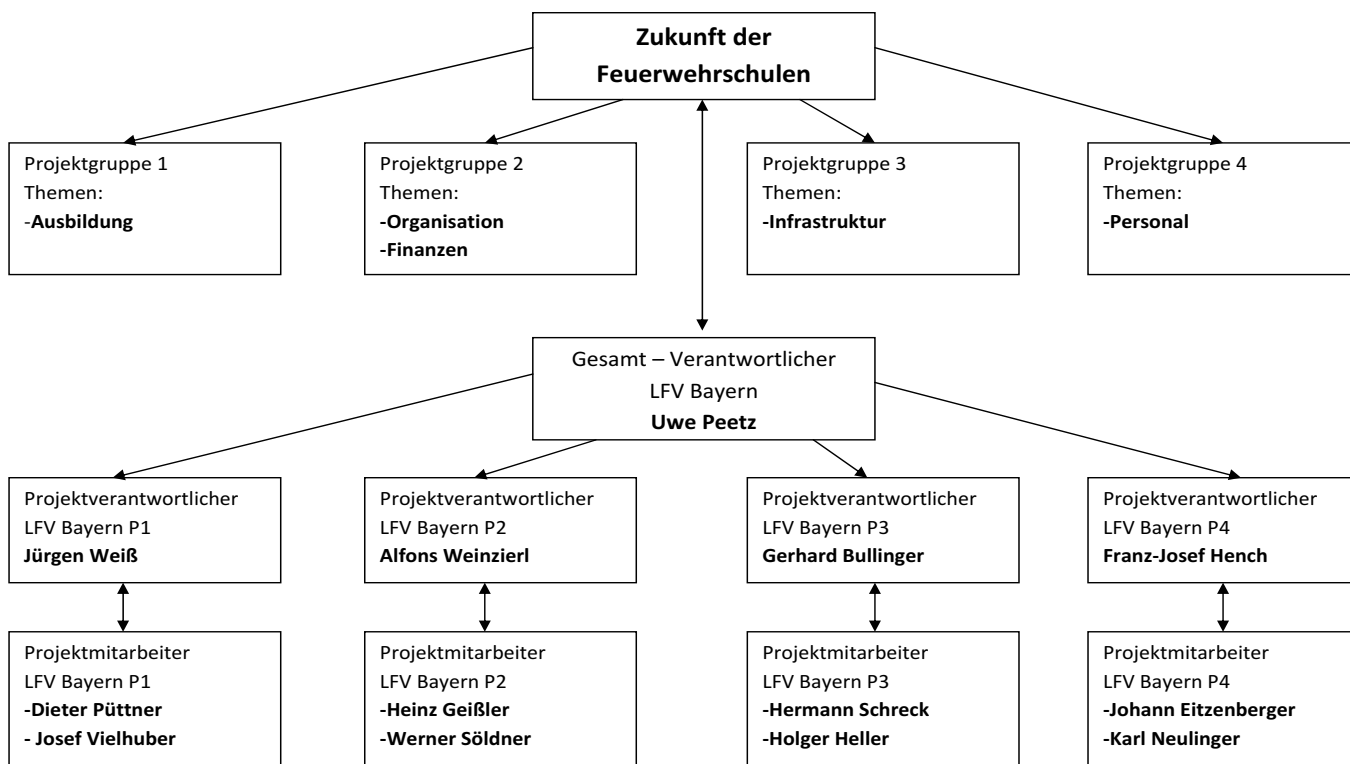 Zukunft der
Feuerwehrschulen
Projektgruppe 1
Themen:
-Ausbildung
Projektgruppe 2
Themen:
-Organisation
-Finanzen
Projektgruppe 3
Themen:
-Infrastruktur
Projektgruppe 4
Themen:
-Personal
Gesamt – Verantwortlicher
LFV Bayern
Uwe Peetz
Projektverantwortlicher
LFV Bayern P1
Jürgen Weiß
Projektverantwortlicher
LFV Bayern P2
Alfons Weinzierl
Projektverantwortlicher
LFV Bayern P3
Gerhard Bullinger
Projektverantwortlicher
LFV Bayern P4
Franz-Josef Hench
Projektmitarbeiter
LFV Bayern P1
-Dieter Püttner
- Josef Vielhuber
Projektmitarbeiter
LFV Bayern P2
-Heinz Geißler
-Werner Söldner
Projektmitarbeiter
LFV Bayern P3
-Hermann Schreck
-Holger Heller
Projektmitarbeiter
LFV Bayern P4
-Johann Eitzenberger
-Karl Neulinger